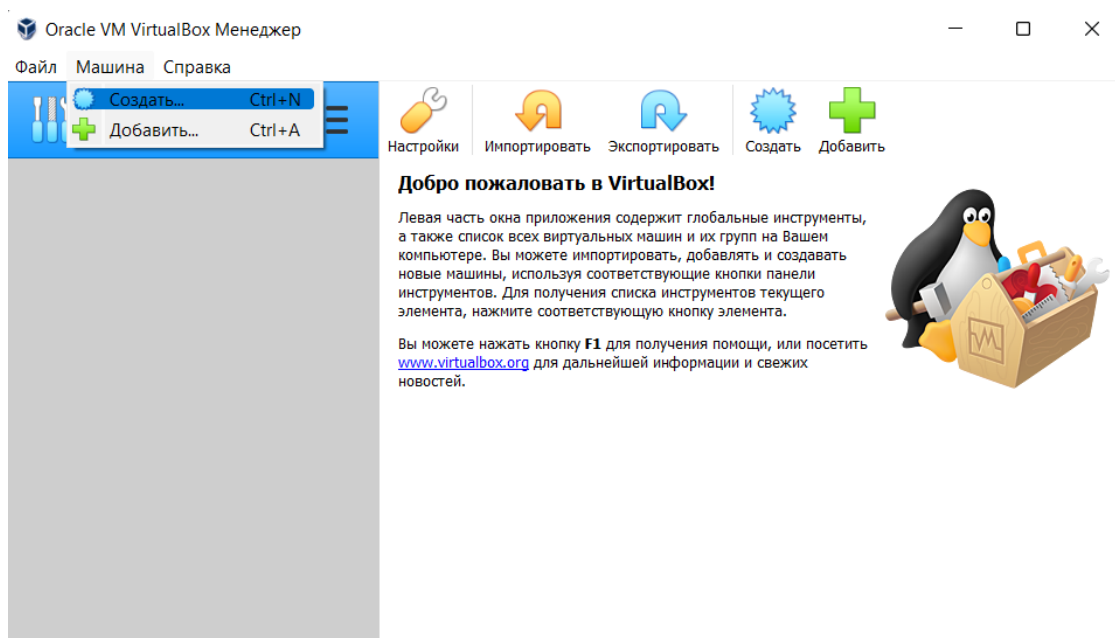 Oracle VM VirtualBox Менеджер
Файл Машина Справка
Создать... Ctrl+N
Добавить... Ctrl+A
Настройки Импортировать Экспортировать Создать Добавить
Добро пожаловать в VirtualBox!
Левая часть окна приложения содержит глобальные инструменты,
а также список всех виртуальных машин и их групп на Вашем
компьютере. Вы можете импортировать, добавлять и создавать
новые машины, используя соответствующие кнопки панели
инструментов. Для получения списка инструментов текущего
элемента, нажмите соответствующую кнопку элемента.
Вы можете нажать кнопку F1 для получения помощи, или посетить
www.virtualbox.org для дальнейшей информации и свежих
новостей.